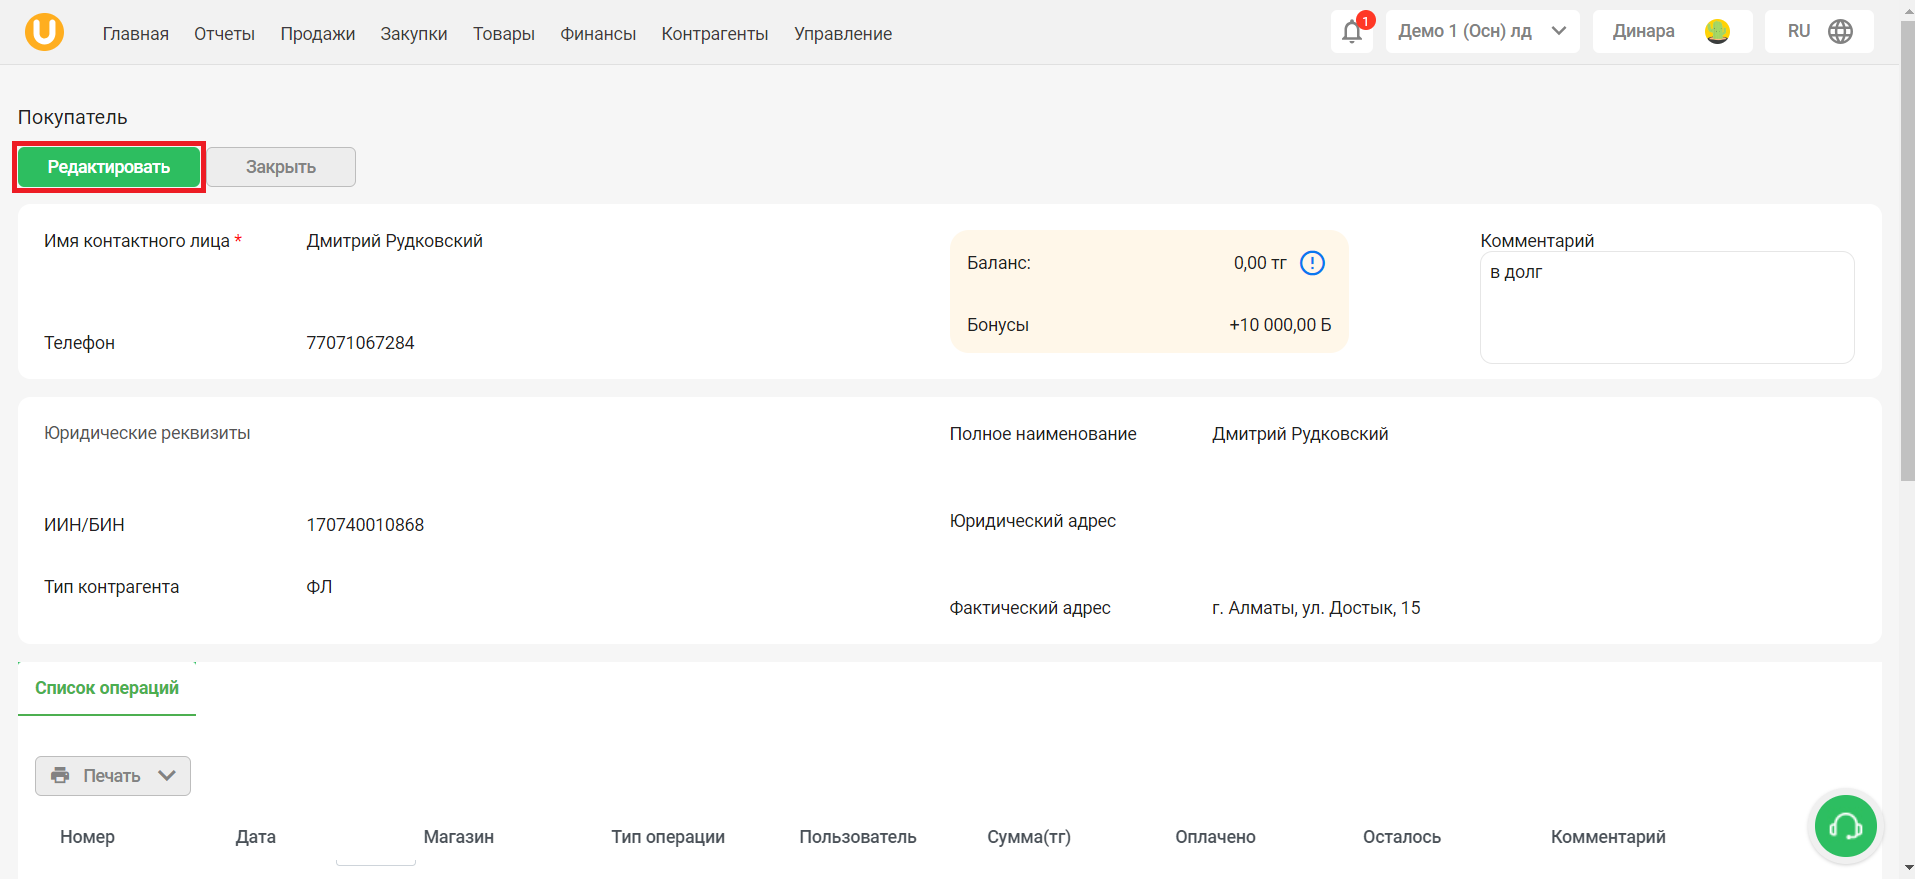 U Главная Отчеты Продажи Закупки Товары Финансы Контрагенты Управление 1 Демо 1 (Осн) лд Динара RU
Покупатель
Редактировать Закрыть
Имя контактного лица * Дмитрий Рудковский
Телефон 77071067284
Баланс: 0,00 тг
Бонусы +10 000,00 Б
Комментарий
в долг
Юридические реквизиты
ИИН/БИН 170740010868
Тип контрагента ФЛ
Полное наименование Дмитрий Рудковский
Юридический адрес
Фактический адрес г. Алматы, ул. Достык, 15
Список операций
Печать
Номер Дата Магазин Тип операции Пользователь Сумма(тг) Оплачено Осталось Комментарий